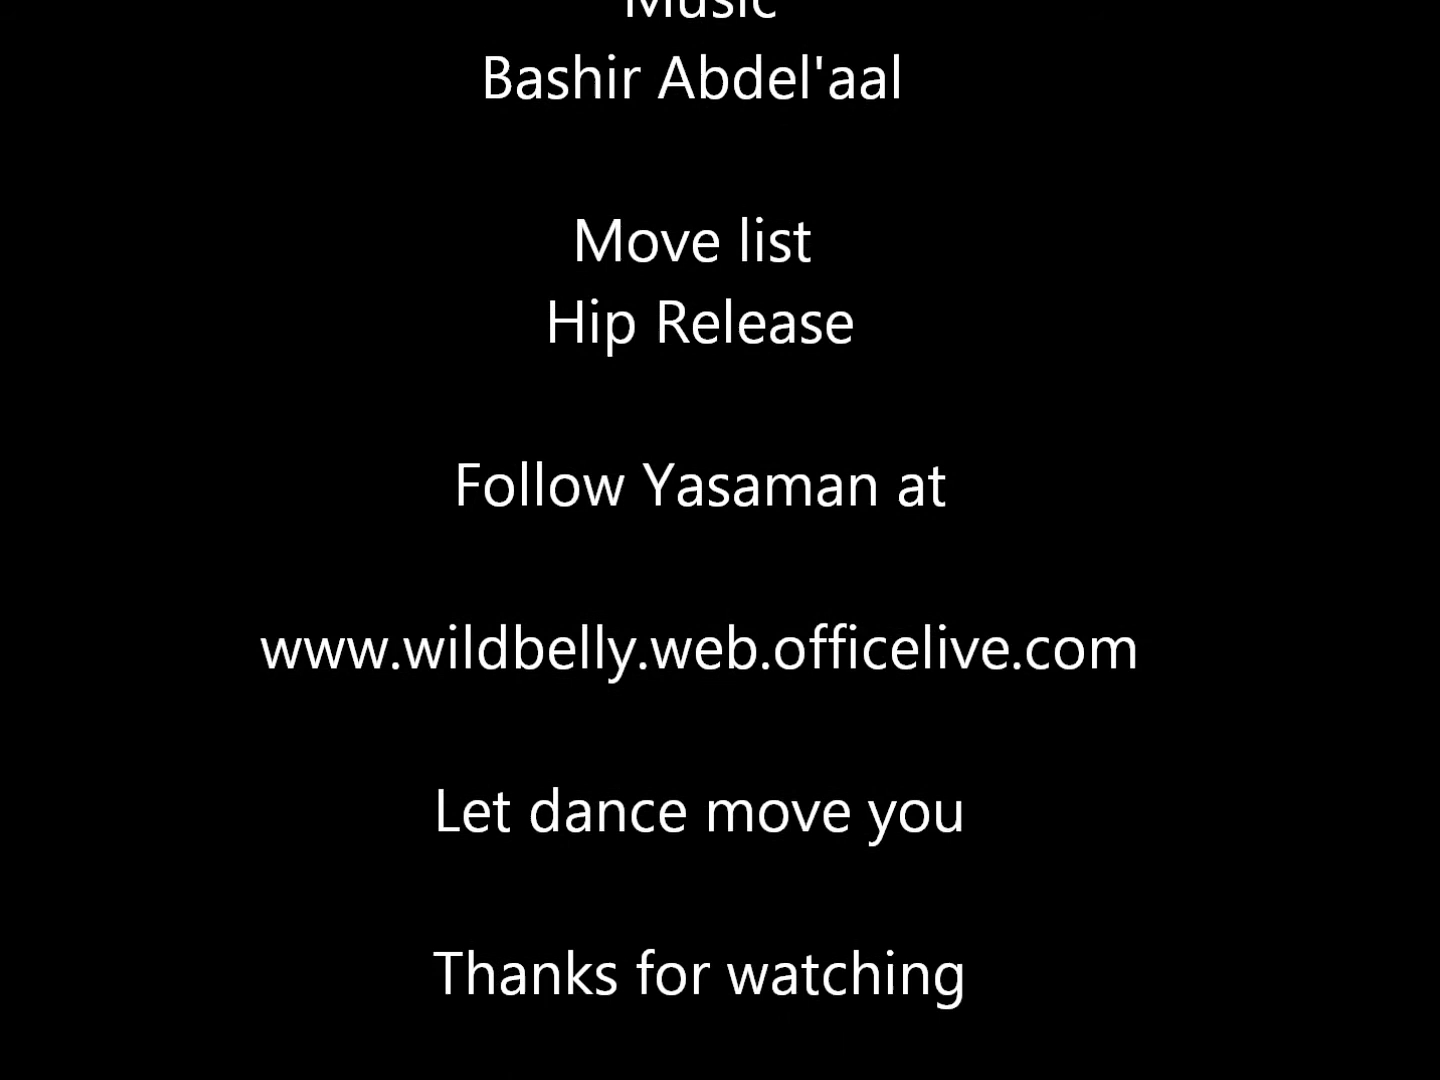 Music
Bashir Abdel'aal
Move list
Hip Release
Follow Yasaman at
www.wildbelly.web.officelive.com
Let dance move you
Thanks for watching